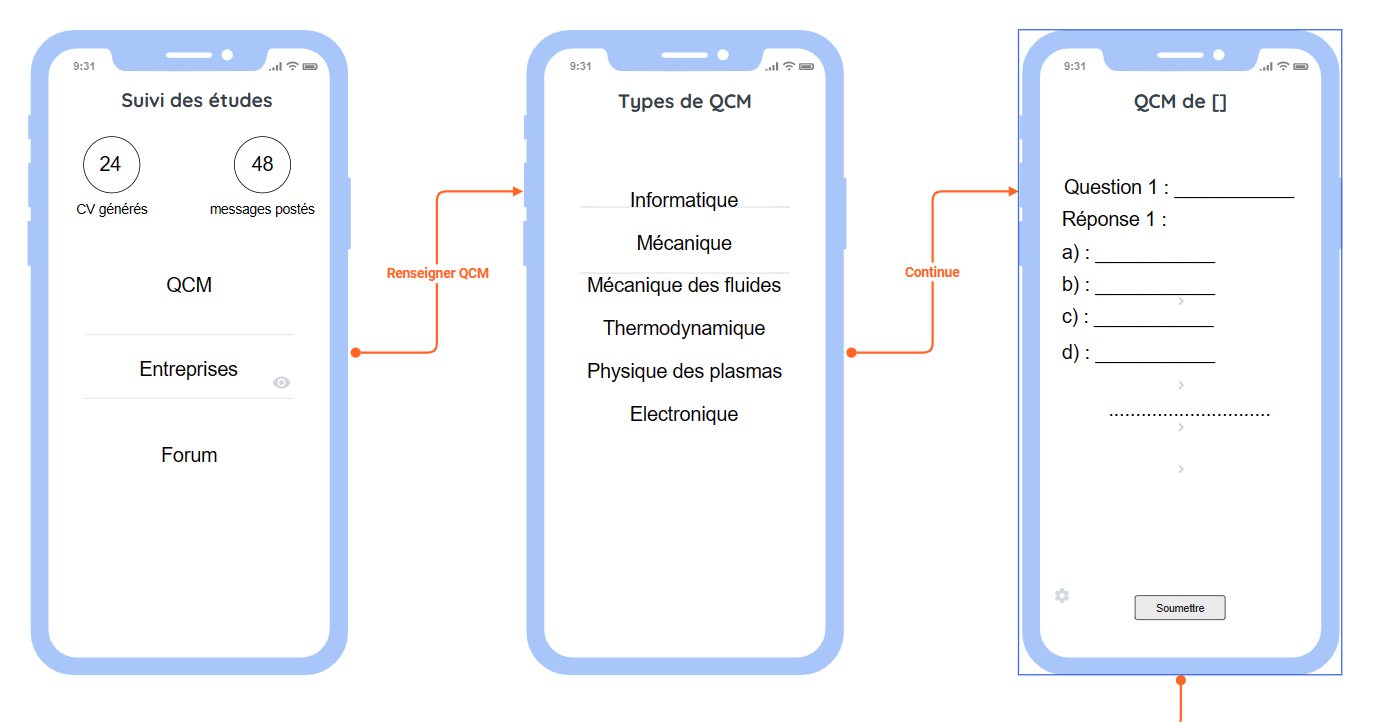 9:31
Suivi des études
24
48
CV générés
messages postés
QCM
Entreprises
Forum
Renseigner QCM
9:31
Types de QCM
Informatique
Mécanique
Mécanique des fluides
Thermodynamique
Physique des plasmas
Electronique
Continue
9:31
QCM de []
Question 1 : ___________
Réponse 1 :
a) : ___________
b) : ___________
c) : ___________
d) : ___________
..............................
Soumettre